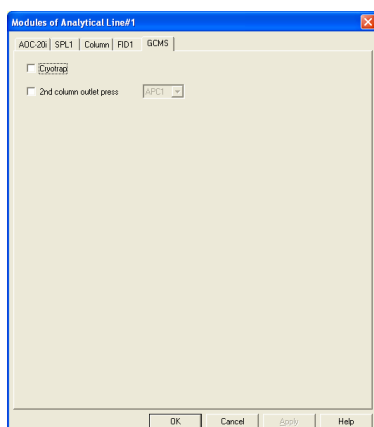 Modules of Analytical Line#1
AOC-20i SPL1 Column FID1 GCMS
Cryotrap
2nd column outlet press APC1
OK Cancel Apply Help